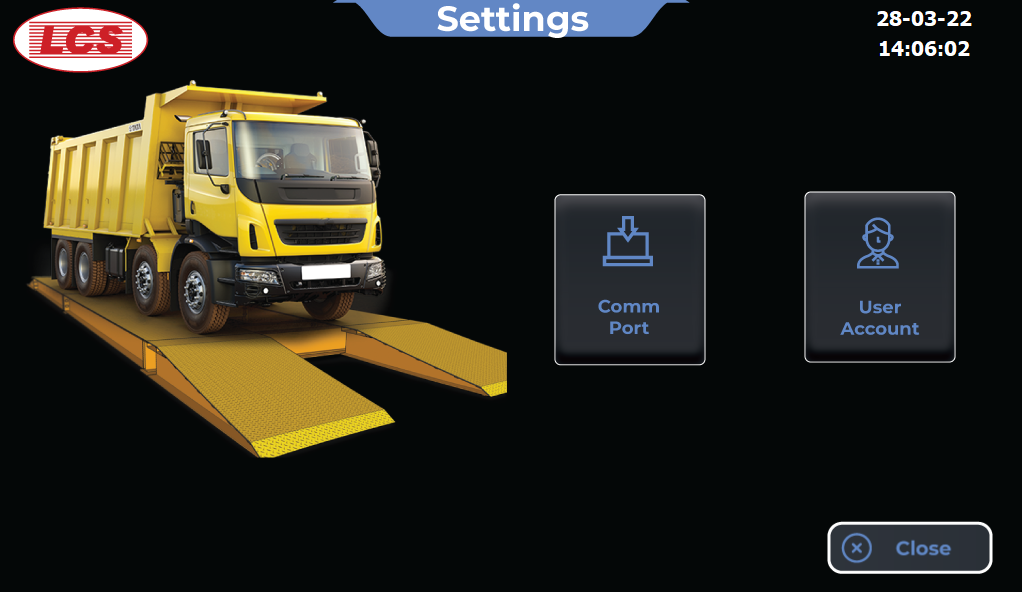 LCS
Settings
28-03-22
14:06:02
Comm
Port
User
Account
Close